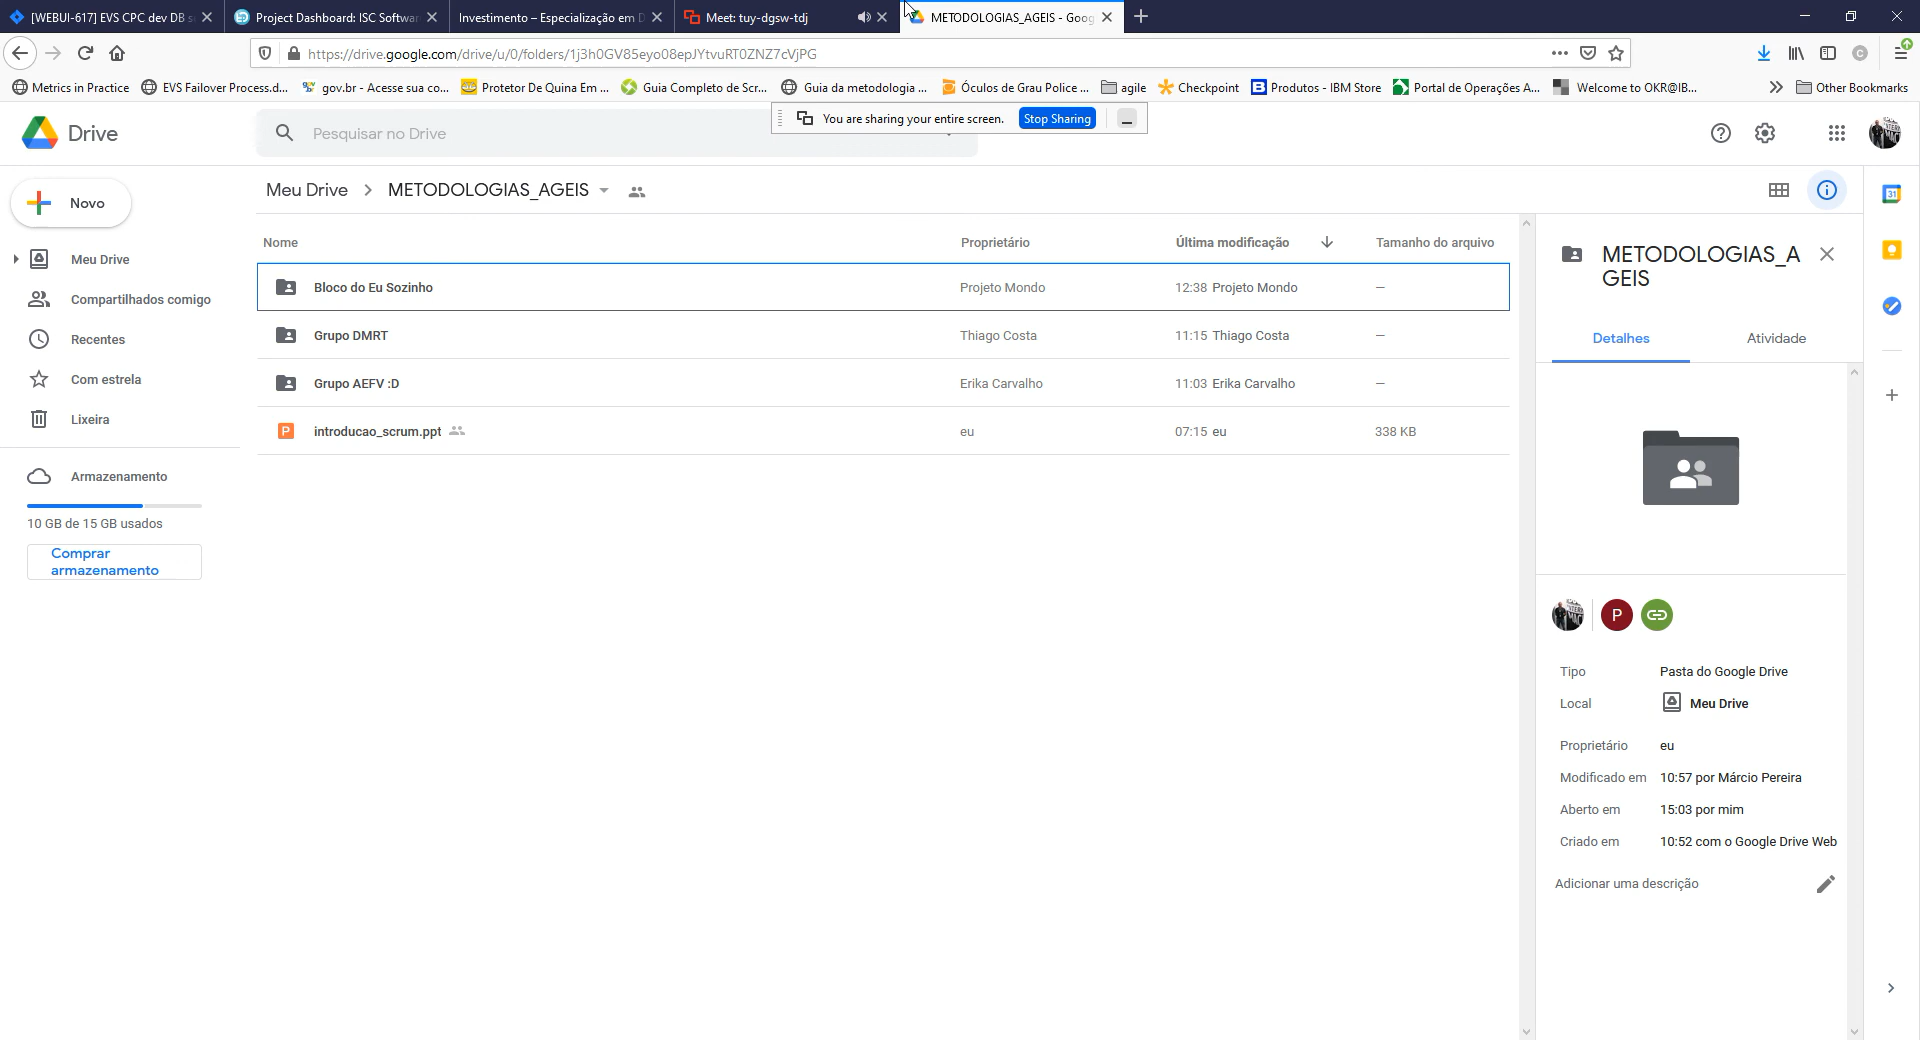 [WEBUI-617] EVS CPC dev DB s
Project Dashboard: ISC Softwar
Investimento – Especialização em D
Meet: tuy-dgsw-tdj
METODOLOGIAS_AGEIS - Goog
https://drive.google.com/drive/u/0/folders/1j3h0GV85eyo08epJYtvuRT0ZNZ7cVjPG
Metrics in Practice
EVS Failover Process.d...
gov.br - Acesse sua co...
Protetor De Quina Em ...
Guia Completo de Scr...
Guia da metodologia ...
Óculos de Grau Police ...
agile
Checkpoint
Produtos - IBM Store
Portal de Operações A...
Welcome to OKR@IB...
Other Bookmarks
You are sharing your entire screen.
Stop Sharing
Drive
Pesquisar no Drive
Novo
Meu Drive
Compartilhados comigo
Recentes
Com estrela
Lixeira
Armazenamento
10 GB de 15 GB usados
Comprar
armazenamento
Meu Drive > METODOLOGIAS_AGEIS
Nome Proprietário Última modificação Tamanho do arquivo
Bloco do Eu Sozinho Projeto Mondo 12:38 Projeto Mondo —
Grupo DMRT Thiago Costa 11:15 Thiago Costa —
Grupo AEFV :D Erika Carvalho 11:03 Erika Carvalho —
P introducao_scrum.ppt eu 07:15 eu 338 KB
METODOLOGIAS_A
GEIS
Detalhes Atividade
P
Tipo Pasta do Google Drive
Local Meu Drive
Proprietário eu
Modificado em 10:57 por Márcio Pereira
Aberto em 15:03 por mim
Criado em 10:52 com o Google Drive Web
Adicionar uma descrição
31